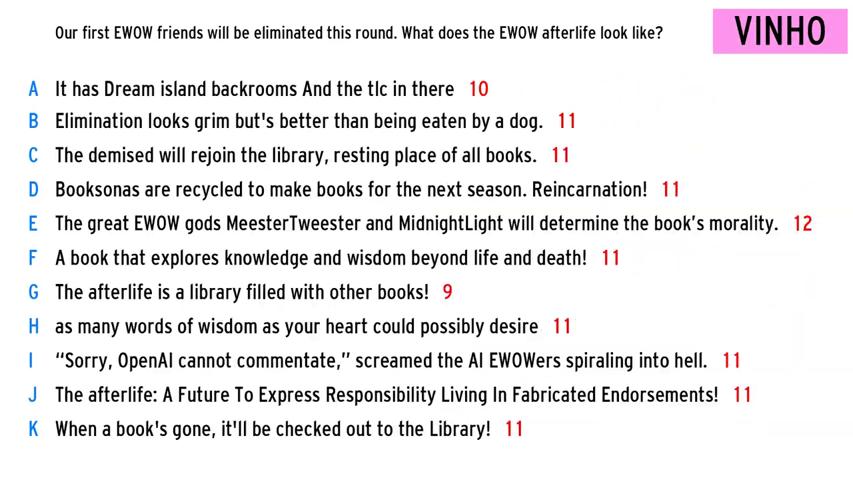 Our first EWOW friends will be eliminated this round. What does the EWOW afterlife look like?
VINHO
A It has Dream island backrooms And the tlc in there 10
B Elimination looks grim but's better than being eaten by a dog. 11
C The demised will rejoin the library, resting place of all books. 11
D Booksonas are recycled to make books for the next season. Reincarnation! 11
E The great EWOW gods MeesterTweester and MidnightLight will determine the book’s morality. 12
F A book that explores knowledge and wisdom beyond life and death! 11
G The afterlife is a library filled with other books! 9
H as many words of wisdom as your heart could possibly desire 11
I “Sorry, OpenAI cannot commentate,” screamed the AI EWOWers spiraling into hell. 11
J The afterlife: A Future To Express Responsibility Living In Fabricated Endorsements! 11
K When a book's gone, it'll be checked out to the Library! 11